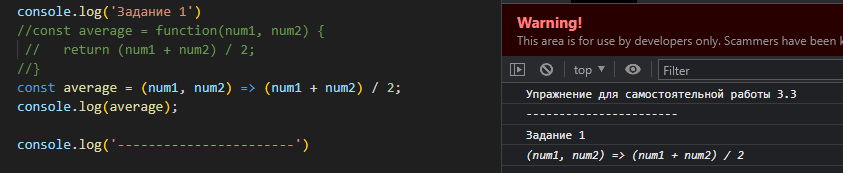 console.log('Задание 1')
//const average = function(num1, num2) {
//   return (num1 + num2) / 2;
//}
const average = (num1, num2) => (num1 + num2) / 2;
console.log(average);
console.log('-----------------------')
Warning!
This area is for use by developers only. Scammers have been k
top ▼
Filter
Упражнение для самостоятельной работы 3.3
-----------------------
Задание 1
(num1, num2) => (num1 + num2) / 2